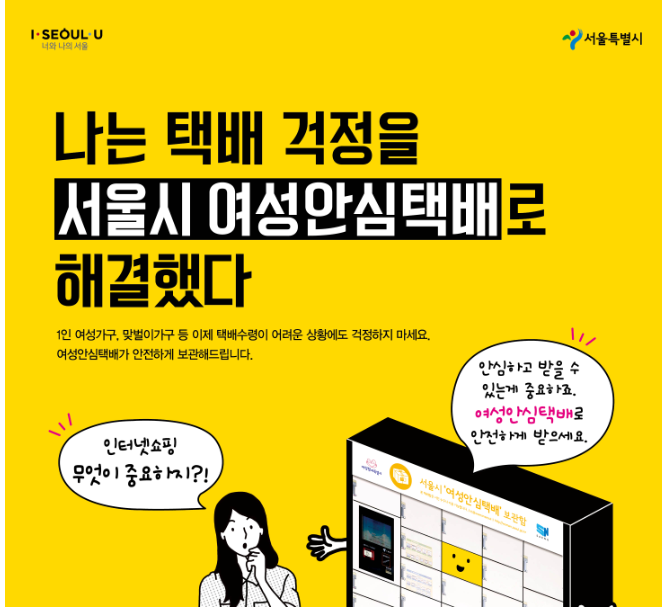 I·SEOUL·U
너와 나의 서울
서울특별시
나는 택배 걱정을
서울시 여성안심택배로
해결했다
1인 여성가구, 맞벌이가구 등 이제 택배수령이 어려운 상황에도 걱정하지 마세요.
여성안심택배가 안전하게 보관해드립니다.
안심하고 받을 수
있는게 중요하죠.
여성안심택배로
안전하게 받으세요.
인터넷쇼핑
무엇이 중요하지?!
서울시 '여성안심택배' 보관함